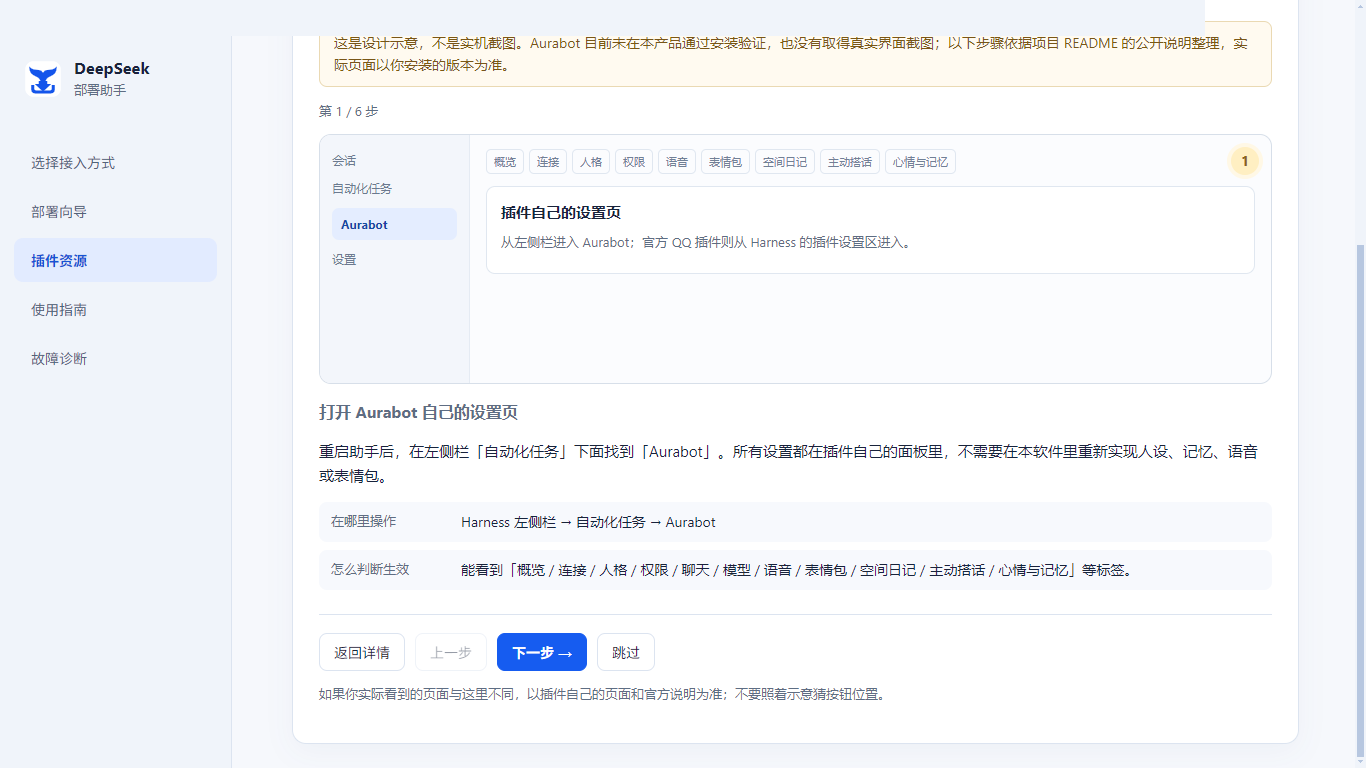 DeepSeek
部署助手
选择接入方式
部署向导
插件资源
使用指南
故障诊断
这是设计示意，不是实机截图。Aurabot 目前未在本产品通过安装验证，也没有取得真实界面截图；以下步骤依据项目 README 的公开说明整理，实
际页面以你安装的版本为准。
第 1 / 6 步
会话
自动化任务
Aurabot
设置
概览 连接 人格 权限 语音 表情包 空间日记 主动搭话 心情与记忆
1
插件自己的设置页
从左侧栏进入 Aurabot；官方 QQ 插件则从 Harness 的插件设置区进入。
打开 Aurabot 自己的设置页
重启助手后，在左侧栏「自动化任务」下面找到「Aurabot」。所有设置都在插件自己的面板里，不需要在本软件里重新实现人设、记忆、语音
或表情包。
在哪里操作 Harness 左侧栏 → 自动化任务 → Aurabot
怎么判断生效 能看到「概览 / 连接 / 人格 / 权限 / 聊天 / 模型 / 语音 / 表情包 / 空间日记 / 主动搭话 / 心情与记忆」等标签。
返回详情 上一步 下一步 → 跳过
如果你实际看到的页面与这里不同，以插件自己的页面和官方说明为准；不要照着示意猜按钮位置。